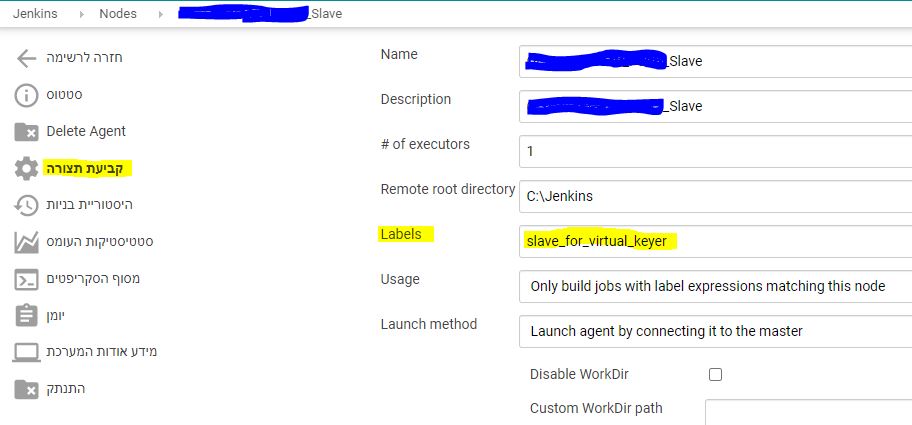 Jenkins Nodes _Slave
חזרה לרשימה
סטטוס
Delete Agent
קביעת תצורה
היסטוריית בניות
סטטיסטיקות העומס
מסוף הסקריפטים
יומן
מידע אודות המערכת
התנתק
Name _Slave
Description _Slave
# of executors 1
Remote root directory C:\Jenkins
Labels slave_for_virtual_keyer
Usage Only build jobs with label expressions matching this node
Launch method Launch agent by connecting it to the master
Disable WorkDir
Custom WorkDir path